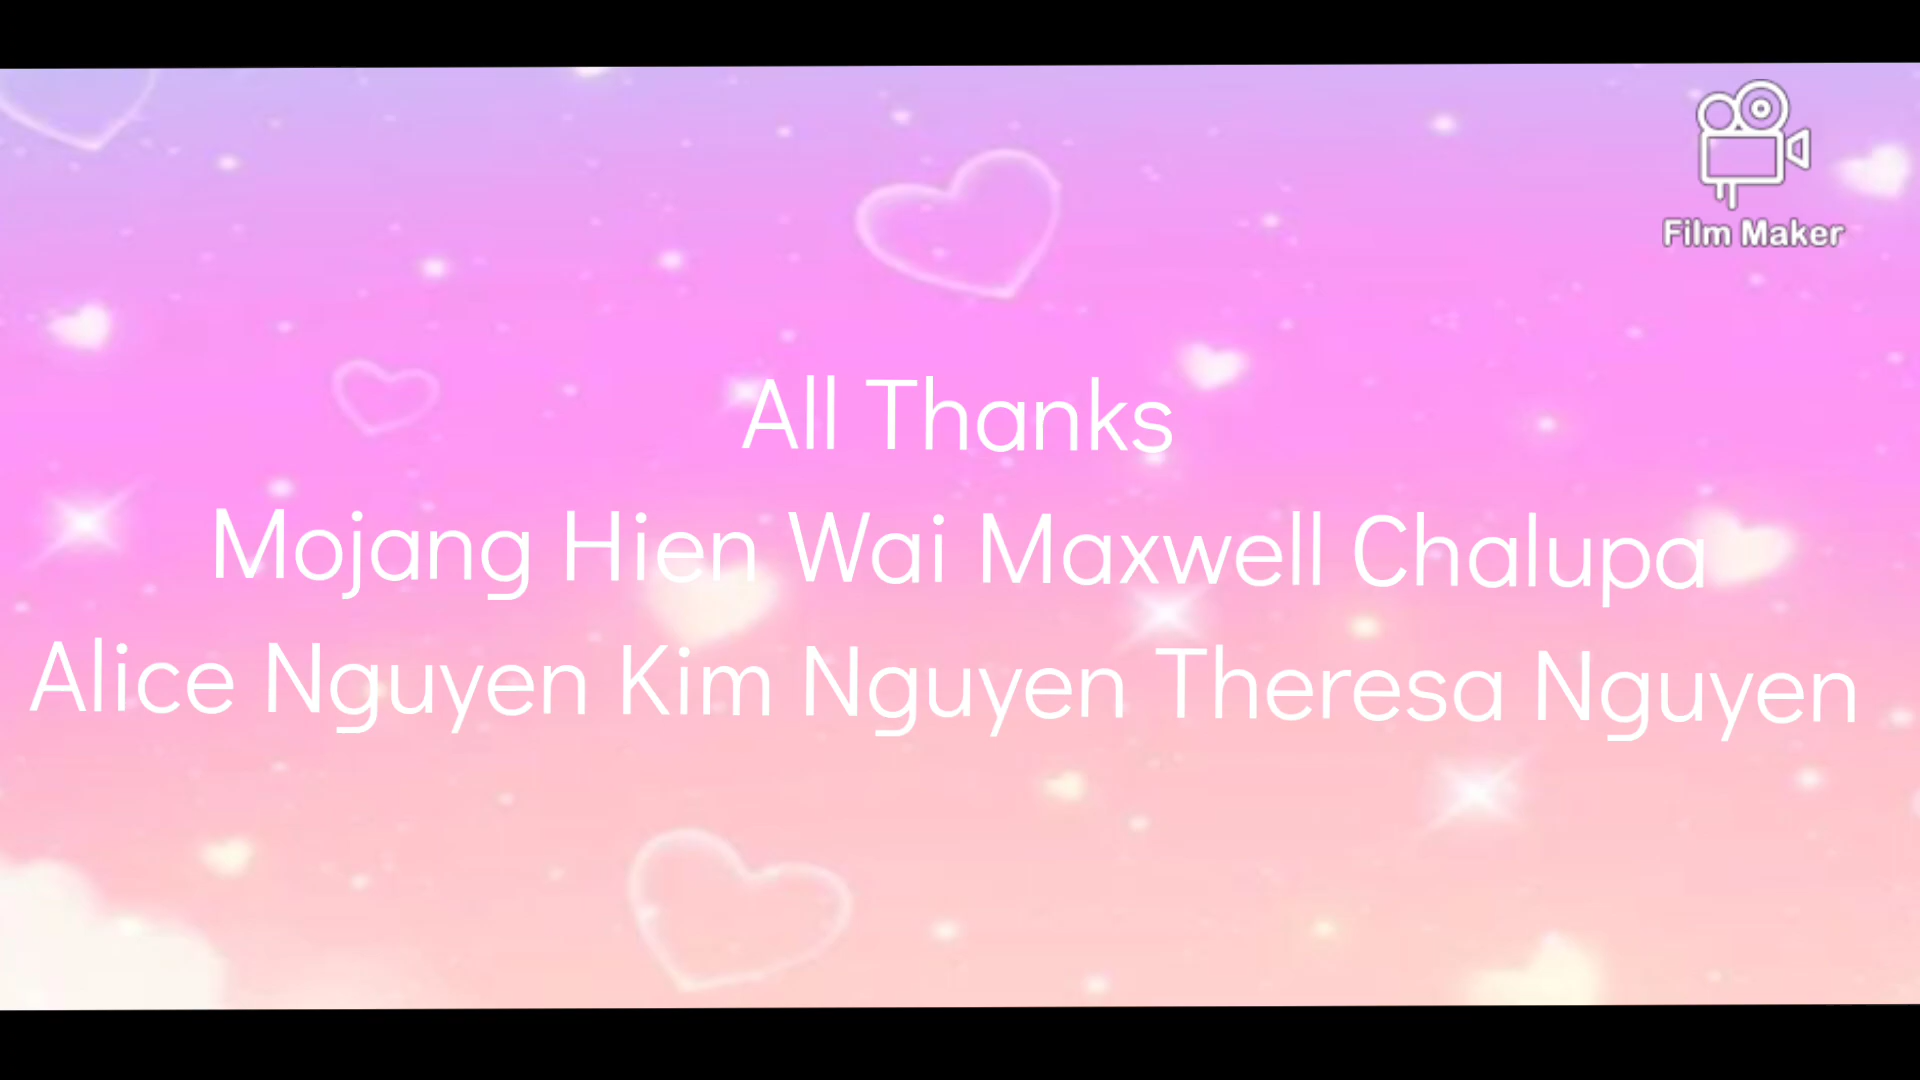 Film Maker
All Thanks
Mojang Hien Wai Maxwell Chalupa
Alice Nguyen Kim Nguyen Theresa Nguyen